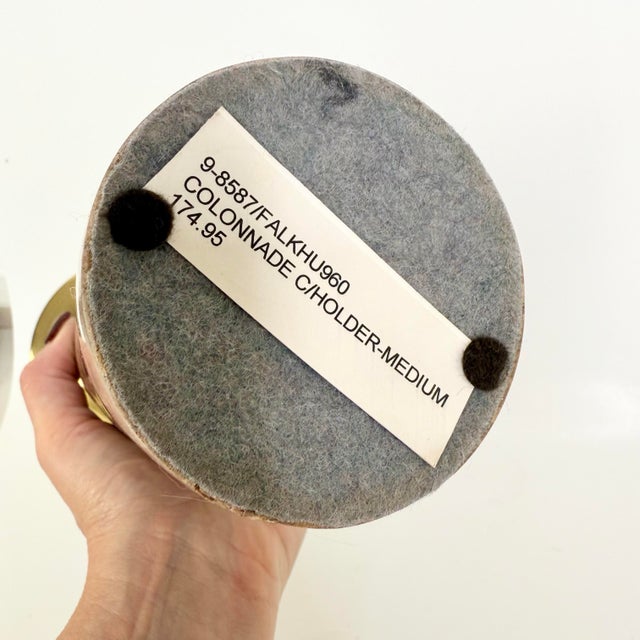 9-8587/FALKHU960
COLONNADE C/HOLDER-MEDIUM
174.95